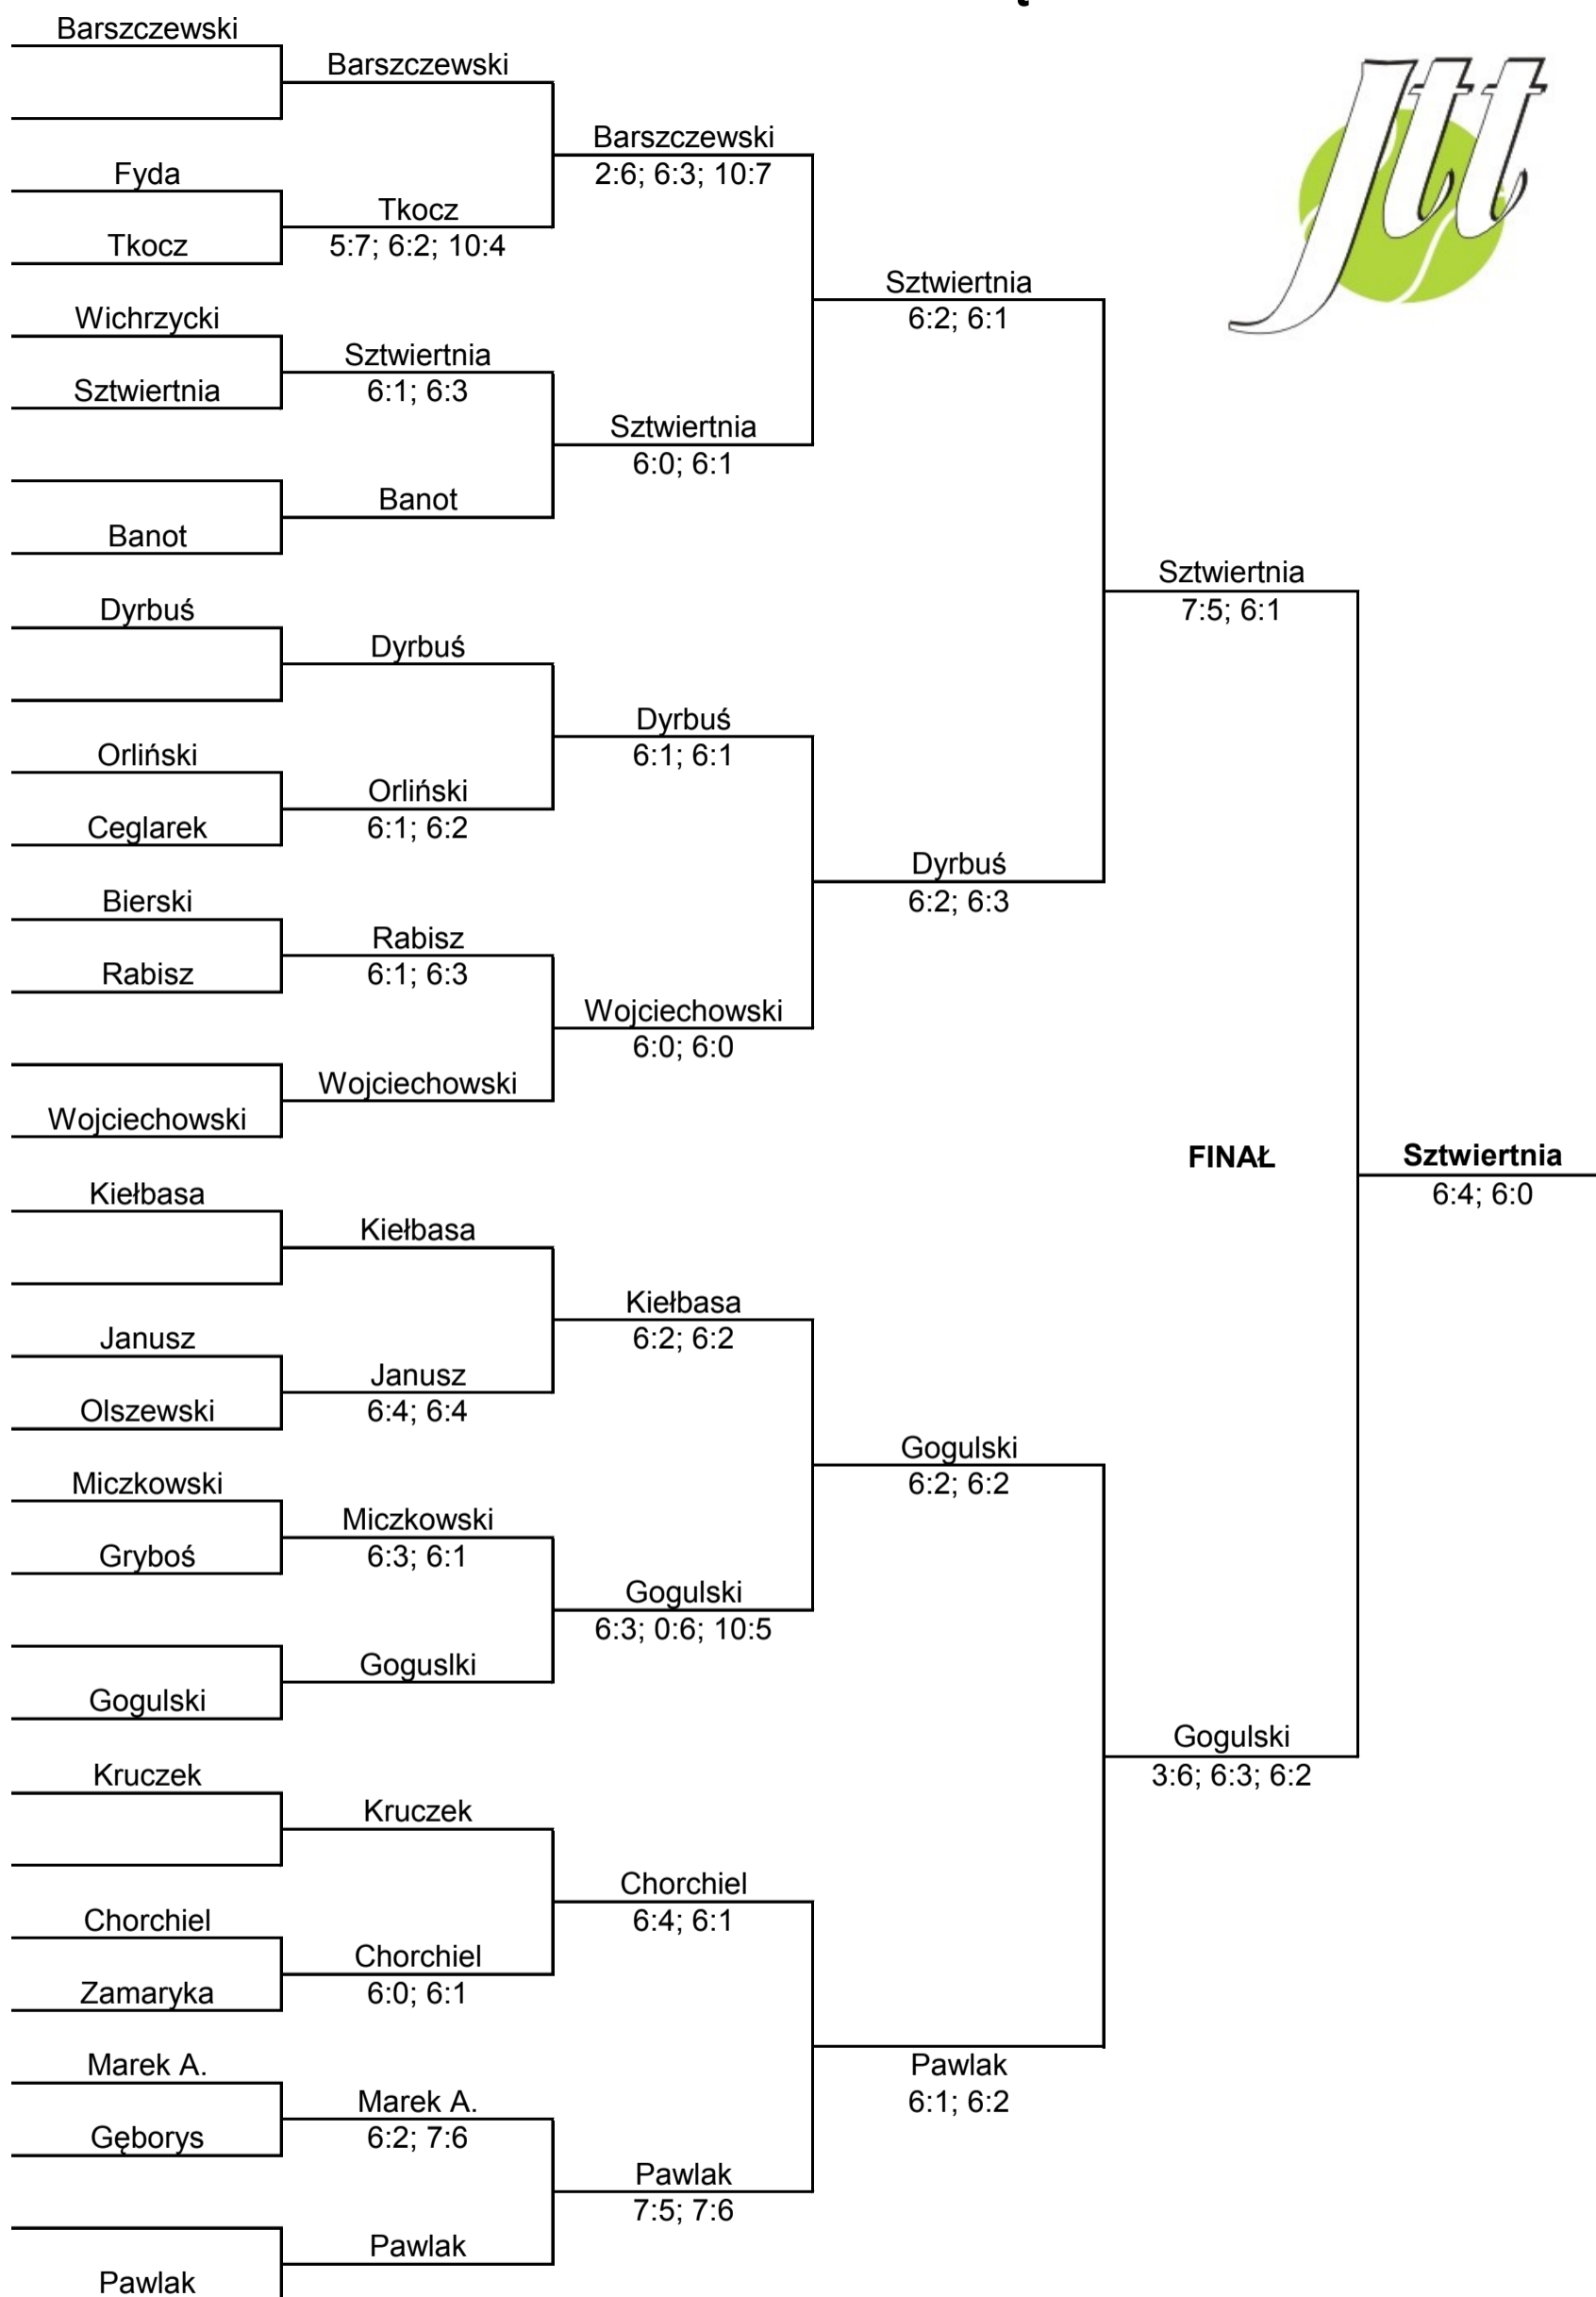 Barszczewski
Barszczewski
Barszczewski
2:6; 6:3; 10:7
Fyda
Tkocz
Tkocz
5:7; 6:2; 10:4
Jtt
Sztwiertnia
6:2; 6:1
Wichrzycki
Sztwiertnia
Sztwiertnia
6:1; 6:3
Sztwiertnia
6:0; 6:1
Banot
Banot
Sztwiertnia
7:5; 6:1
Dyrbuś
Dyrbuś
Dyrbuś
6:1; 6:1
Orliński
Orliński
Ceglarek
6:1; 6:2
Dyrbuś
6:2; 6:3
Bierski
Rabisz
Rabisz
6:1; 6:3
Wojciechowski
6:0; 6:0
Wojciechowski
Wojciechowski
FINAŁ
Sztwiertnia
6:4; 6:0
Kiełbasa
Kiełbasa
Kiełbasa
6:2; 6:2
Janusz
Janusz
Olszewski
6:4; 6:4
Gogulski
6:2; 6:2
Miczkowski
Miczkowski
Gryboś
6:3; 6:1
Gogulski
6:3; 0:6; 10:5
Goguslki
Gogulski
Gogulski
3:6; 6:3; 6:2
Kruczek
Kruczek
Chorchiel
6:4; 6:1
Chorchiel
Chorchiel
Zamaryka
6:0; 6:1
Pawlak
6:1; 6:2
Marek A.
Marek A.
Gęborys
6:2; 7:6
Pawlak
7:5; 7:6
Pawlak
Pawlak